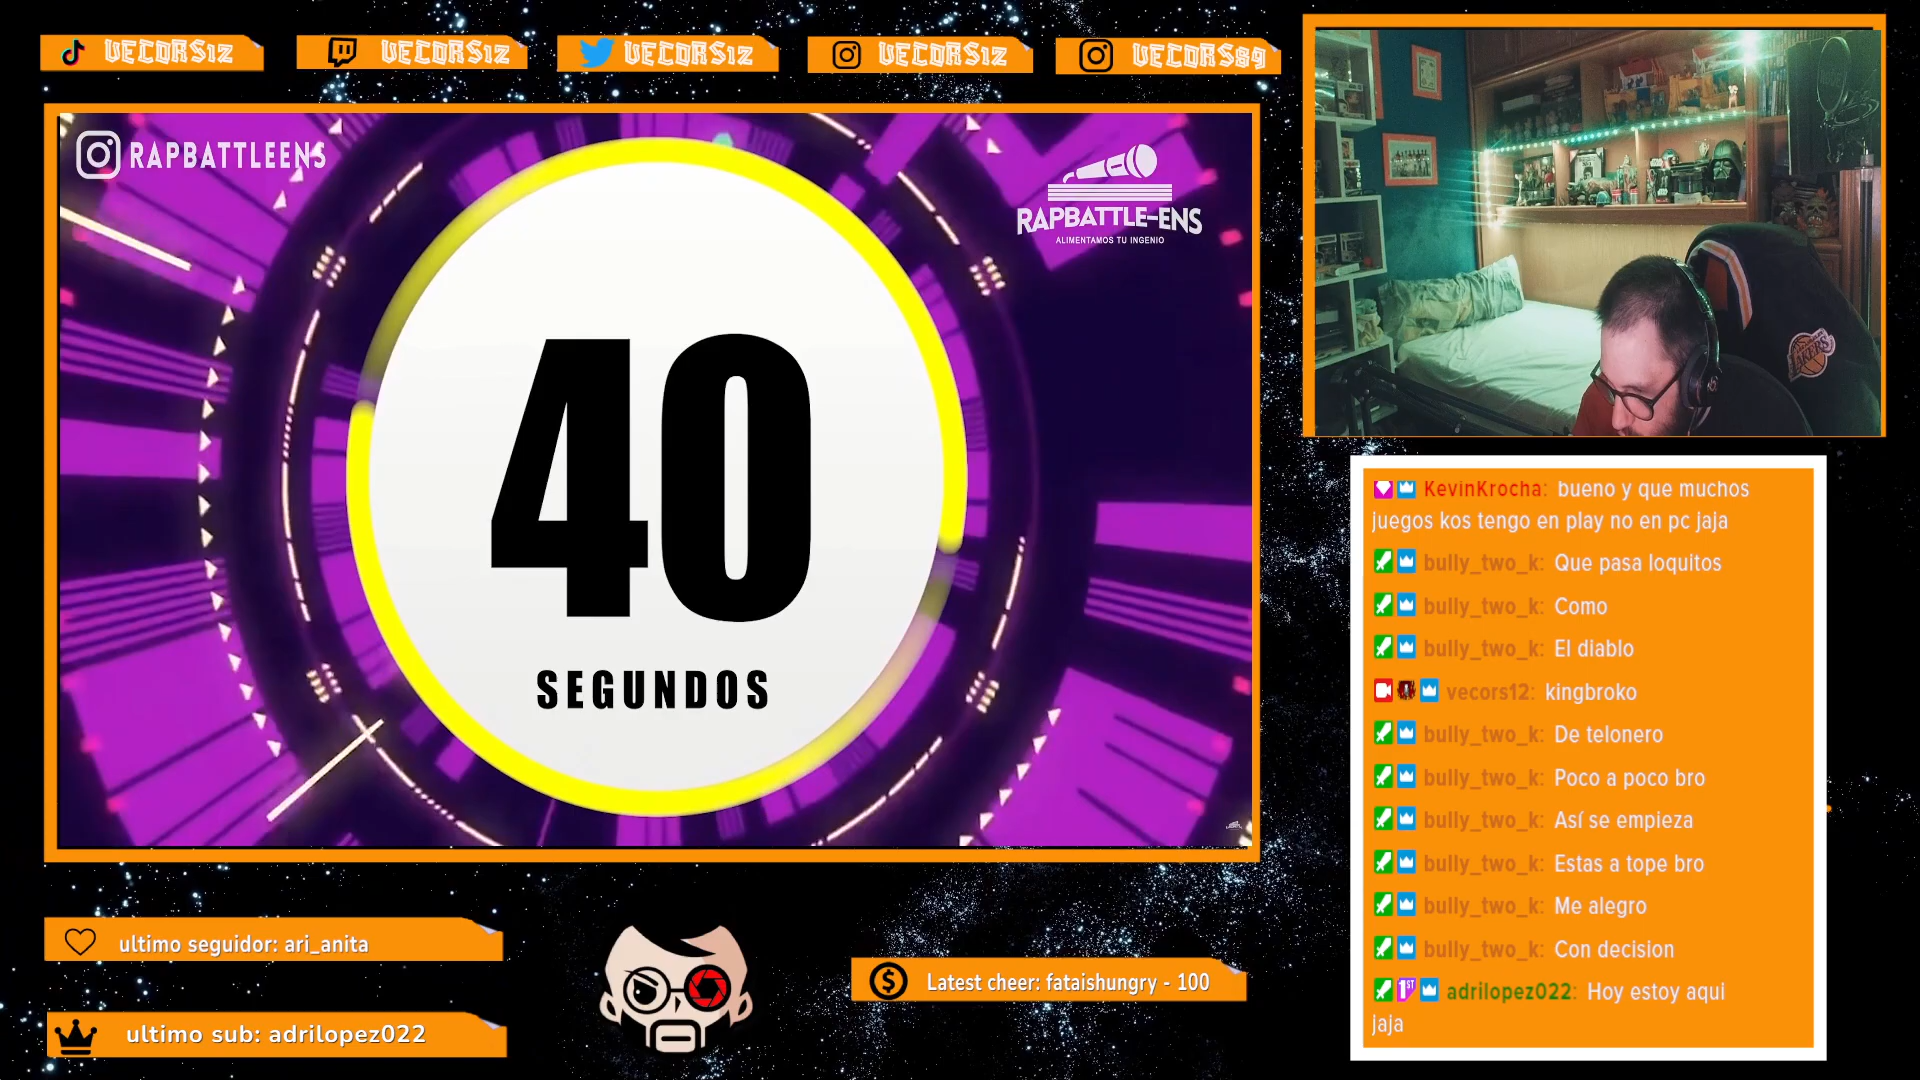 VECORS12
VECORS12
VECORS12
VECORS12
VECORS89
RAPBATTLEENS
RAPBATTLE-ENS
ALIMENTAMOS TU INGENIO
40
SEGUNDOS
LAKERS
KevinKrocha: bueno y que muchos
juegos kos tengo en play no en pc jaja
bully_two_k: Que pasa loquitos
bully_two_k: Como
bully_two_k: El diablo
vecors12: kingbroko
bully_two_k: De telonero
bully_two_k: Poco a poco bro
bully_two_k: Así se empieza
bully_two_k: Estas a tope bro
bully_two_k: Me alegro
bully_two_k: Con decision
1ST adrilopez022: Hoy estoy aqui
jaja
ultimo seguidor: ari_anita
Latest cheer: fataishungry - 100
ultimo sub: adrilopez022